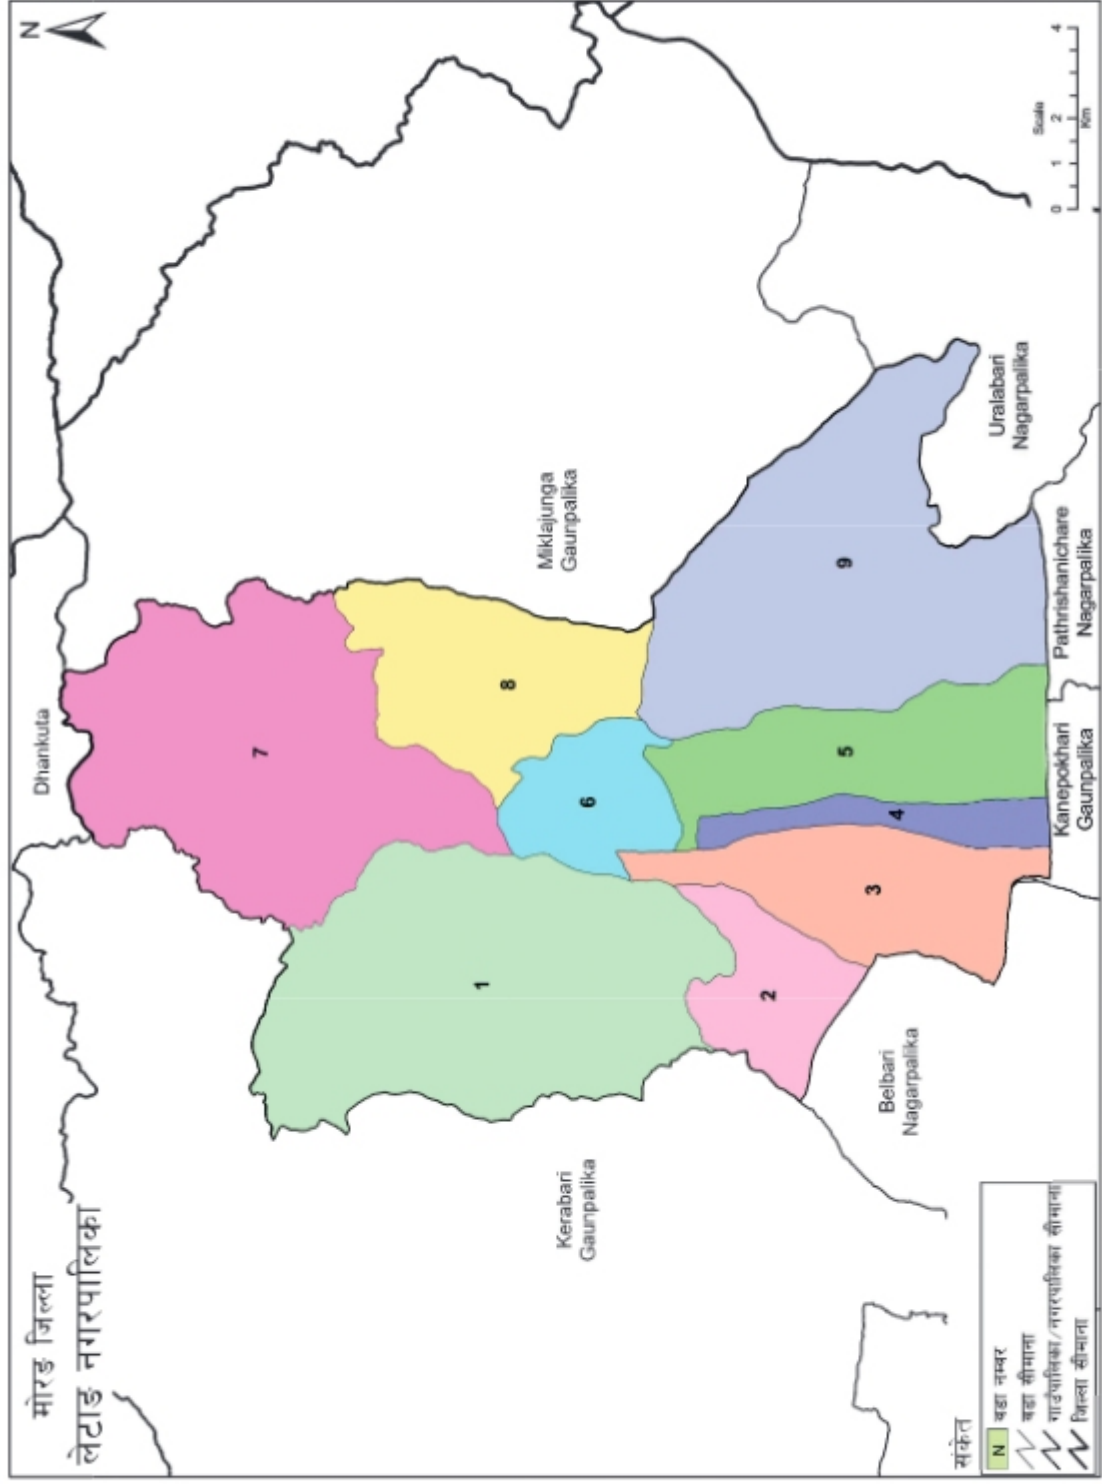 मोरङ जिल्ला
लेटाङ नगरपालिका
N
Dhankuta
Miklajunga
Gaunpalika
Kerabari
Gaunpalika
Belbari
Nagarpalika
Uralabari
Nagarpalika
Kanepokhari
Gaunpalika
Pathrishanichare
Nagarpalika
7
8
1
6
9
5
4
3
2
संकेत
N वडा नम्बर
वडा सीमाना
गाउंपालिका/नगरपालिका सीमाना
जिल्ला सीमाना
Scale
0 1 2 4
Km